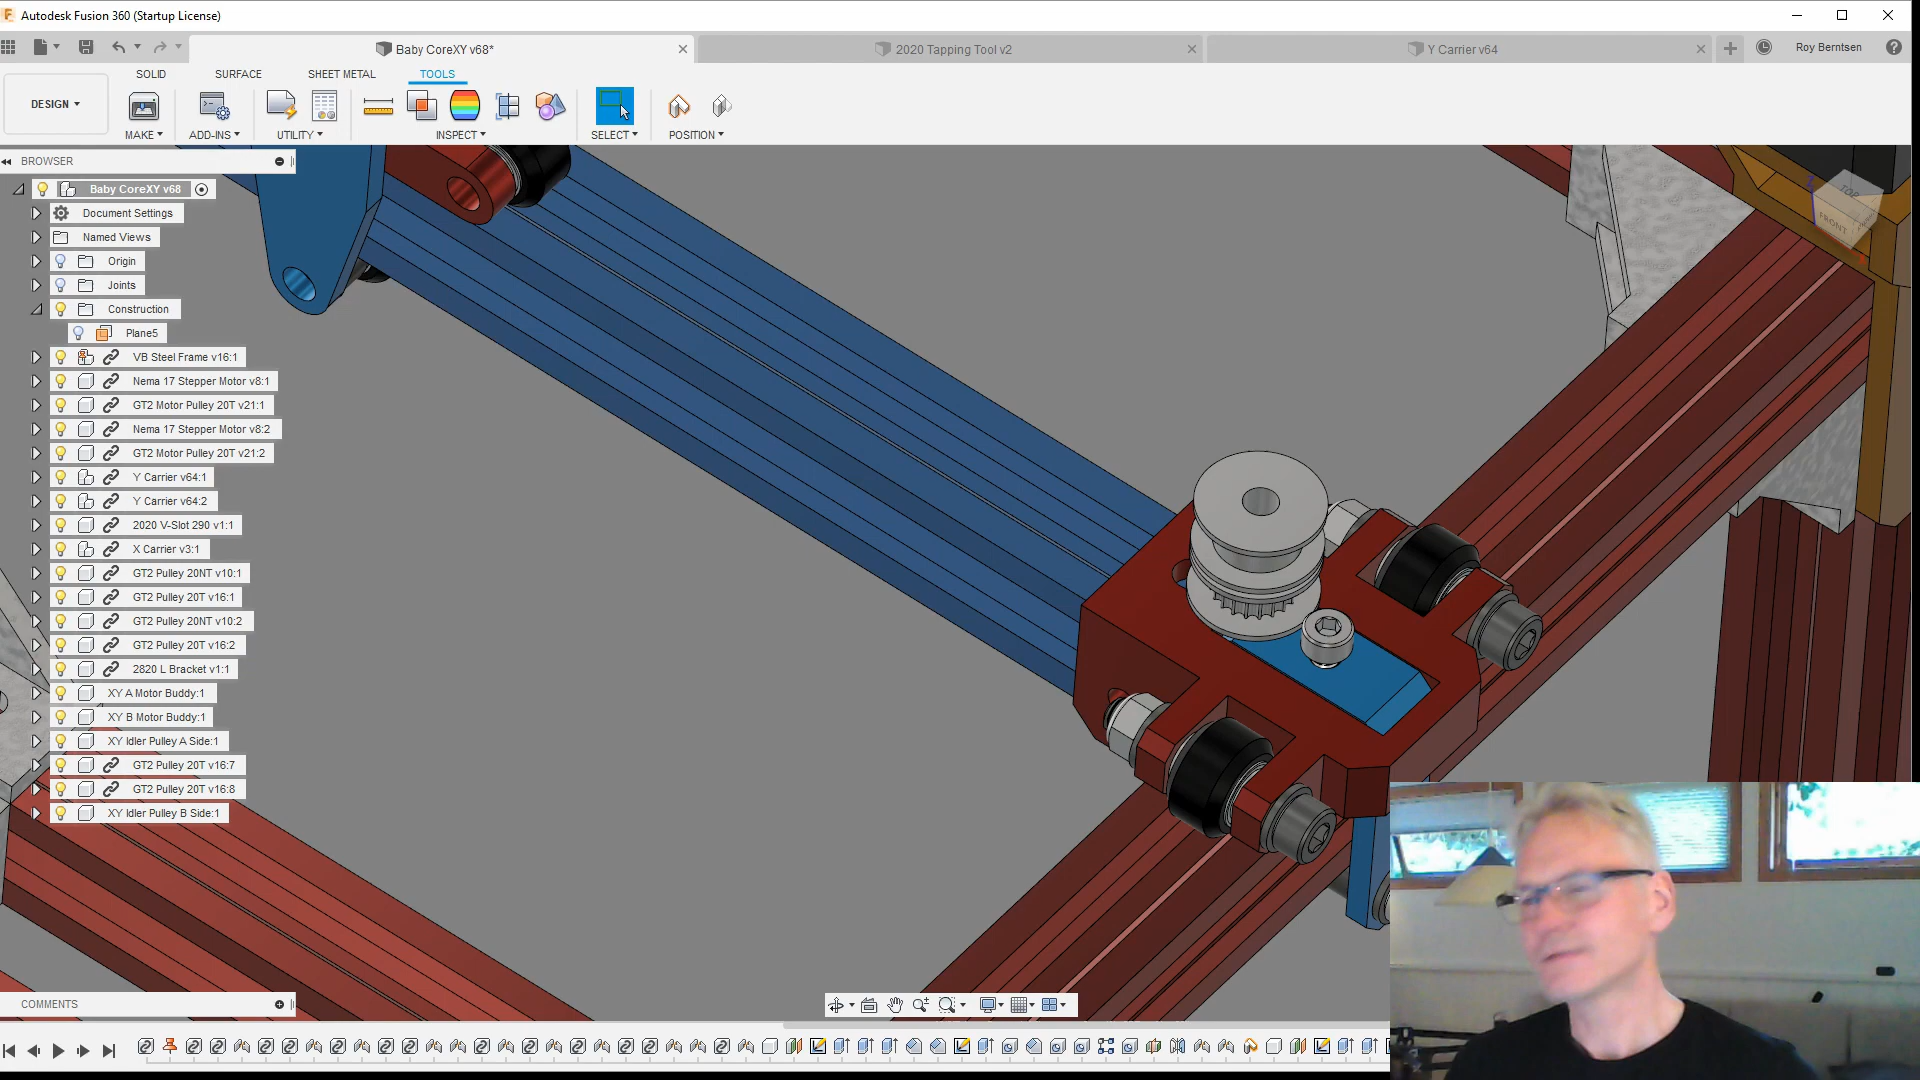 Autodesk Fusion 360 (Startup License)
Baby CoreXY v68*
2020 Tapping Tool v2
Y Carrier v64
Roy Berntsen
SOLID
SURFACE
SHEET METAL
TOOLS
DESIGN
MAKE
ADD-INS
UTILITY
INSPECT
SELECT
POSITION
BROWSER
Baby CoreXY v68
Document Settings
Named Views
Origin
Joints
Construction
Plane5
VB Steel Frame v16:1
Nema 17 Stepper Motor v8:1
GT2 Motor Pulley 20T v21:1
Nema 17 Stepper Motor v8:2
GT2 Motor Pulley 20T v21:2
Y Carrier v64:1
Y Carrier v64:2
2020 V-Slot 290 v1:1
X Carrier v3:1
GT2 Pulley 20NT v10:1
GT2 Pulley 20T v16:1
GT2 Pulley 20NT v10:2
GT2 Pulley 20T v16:2
2820 L Bracket v1:1
XY A Motor Buddy:1
XY B Motor Buddy:1
XY Idler Pulley A Side:1
GT2 Pulley 20T v16:7
GT2 Pulley 20T v16:8
XY Idler Pulley B Side:1
TOP
FRONT
Z
COMMENTS